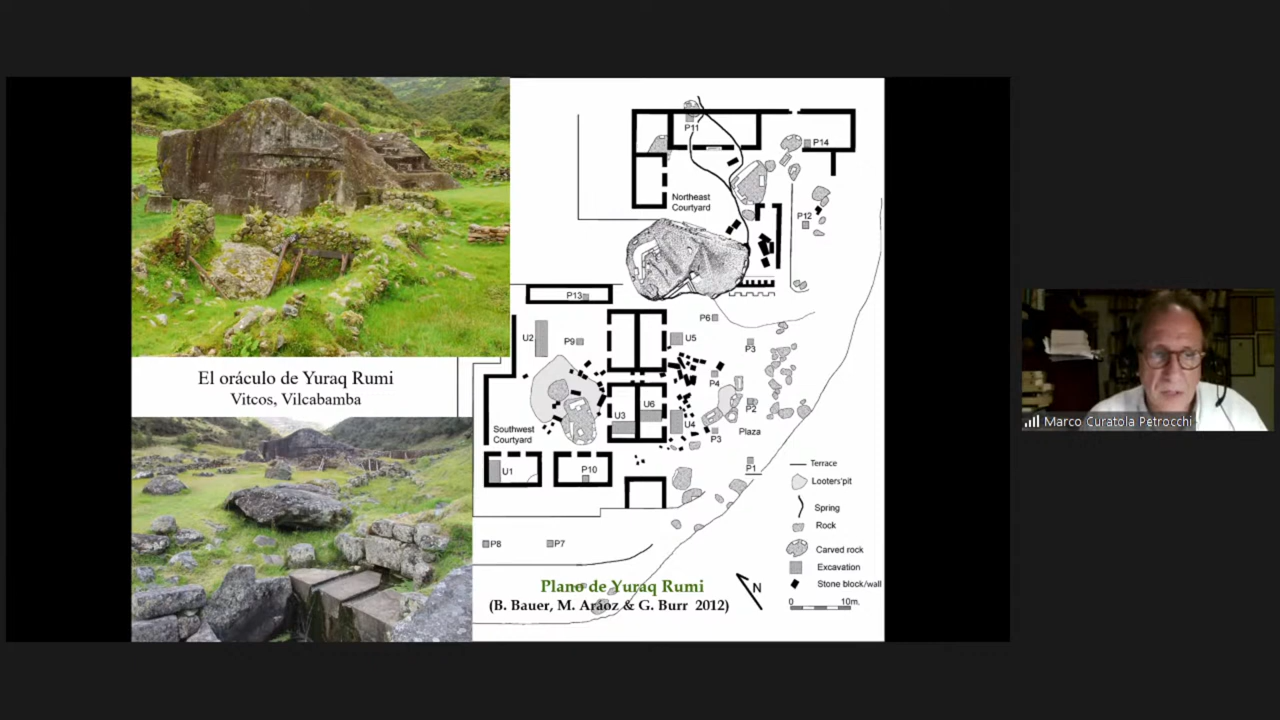 El oráculo de Yuraq Rumi
Vitcos, Vilcabamba
P11
P14
Northeast
Courtyard
P12
P13
P6
U2
P9
U5
P3
P4
U6
U3
P2
U4
Southwest
Courtyard
P3
Plaza
U1
P10
P1
P8
P7
Terrace
Looters'pit
Spring
Rock
Carved rock
Excavation
Stone block/wall
N
0 10m.
Plano de Yuraq Rumi
(B. Bauer, M. Aráoz & G. Burr 2012)
Marco Curatola Petrocchi